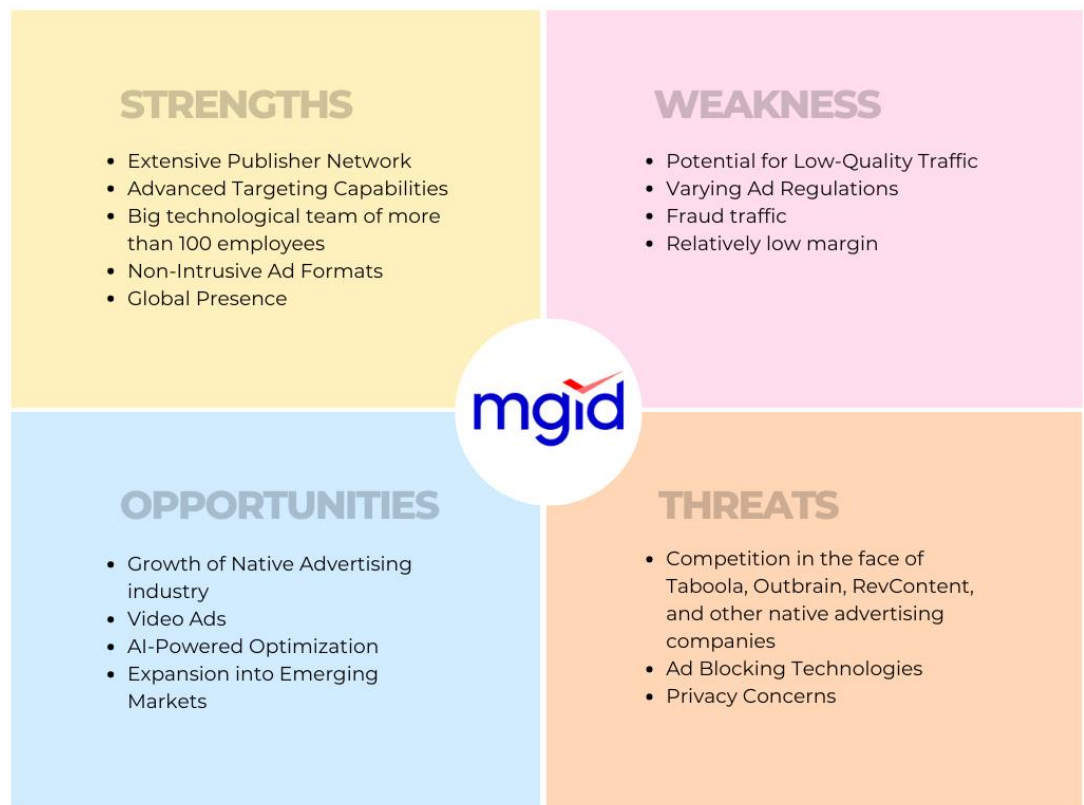 STRENGTHS
• Extensive Publisher Network
• Advanced Targeting Capabilities
• Big technological team of more
than 100 employees
• Non-Intrusive Ad Formats
• Global Presence
WEAKNESS
• Potential for Low-Quality Traffic
• Varying Ad Regulations
• Fraud traffic
• Relatively low margin
mgid
OPPORTUNITIES
• Growth of Native Advertising
industry
• Video Ads
• AI-Powered Optimization
• Expansion into Emerging
Markets
THREATS
• Competition in the face of
Taboola, Outbrain, RevContent,
and other native advertising
companies
• Ad Blocking Technologies
• Privacy Concerns